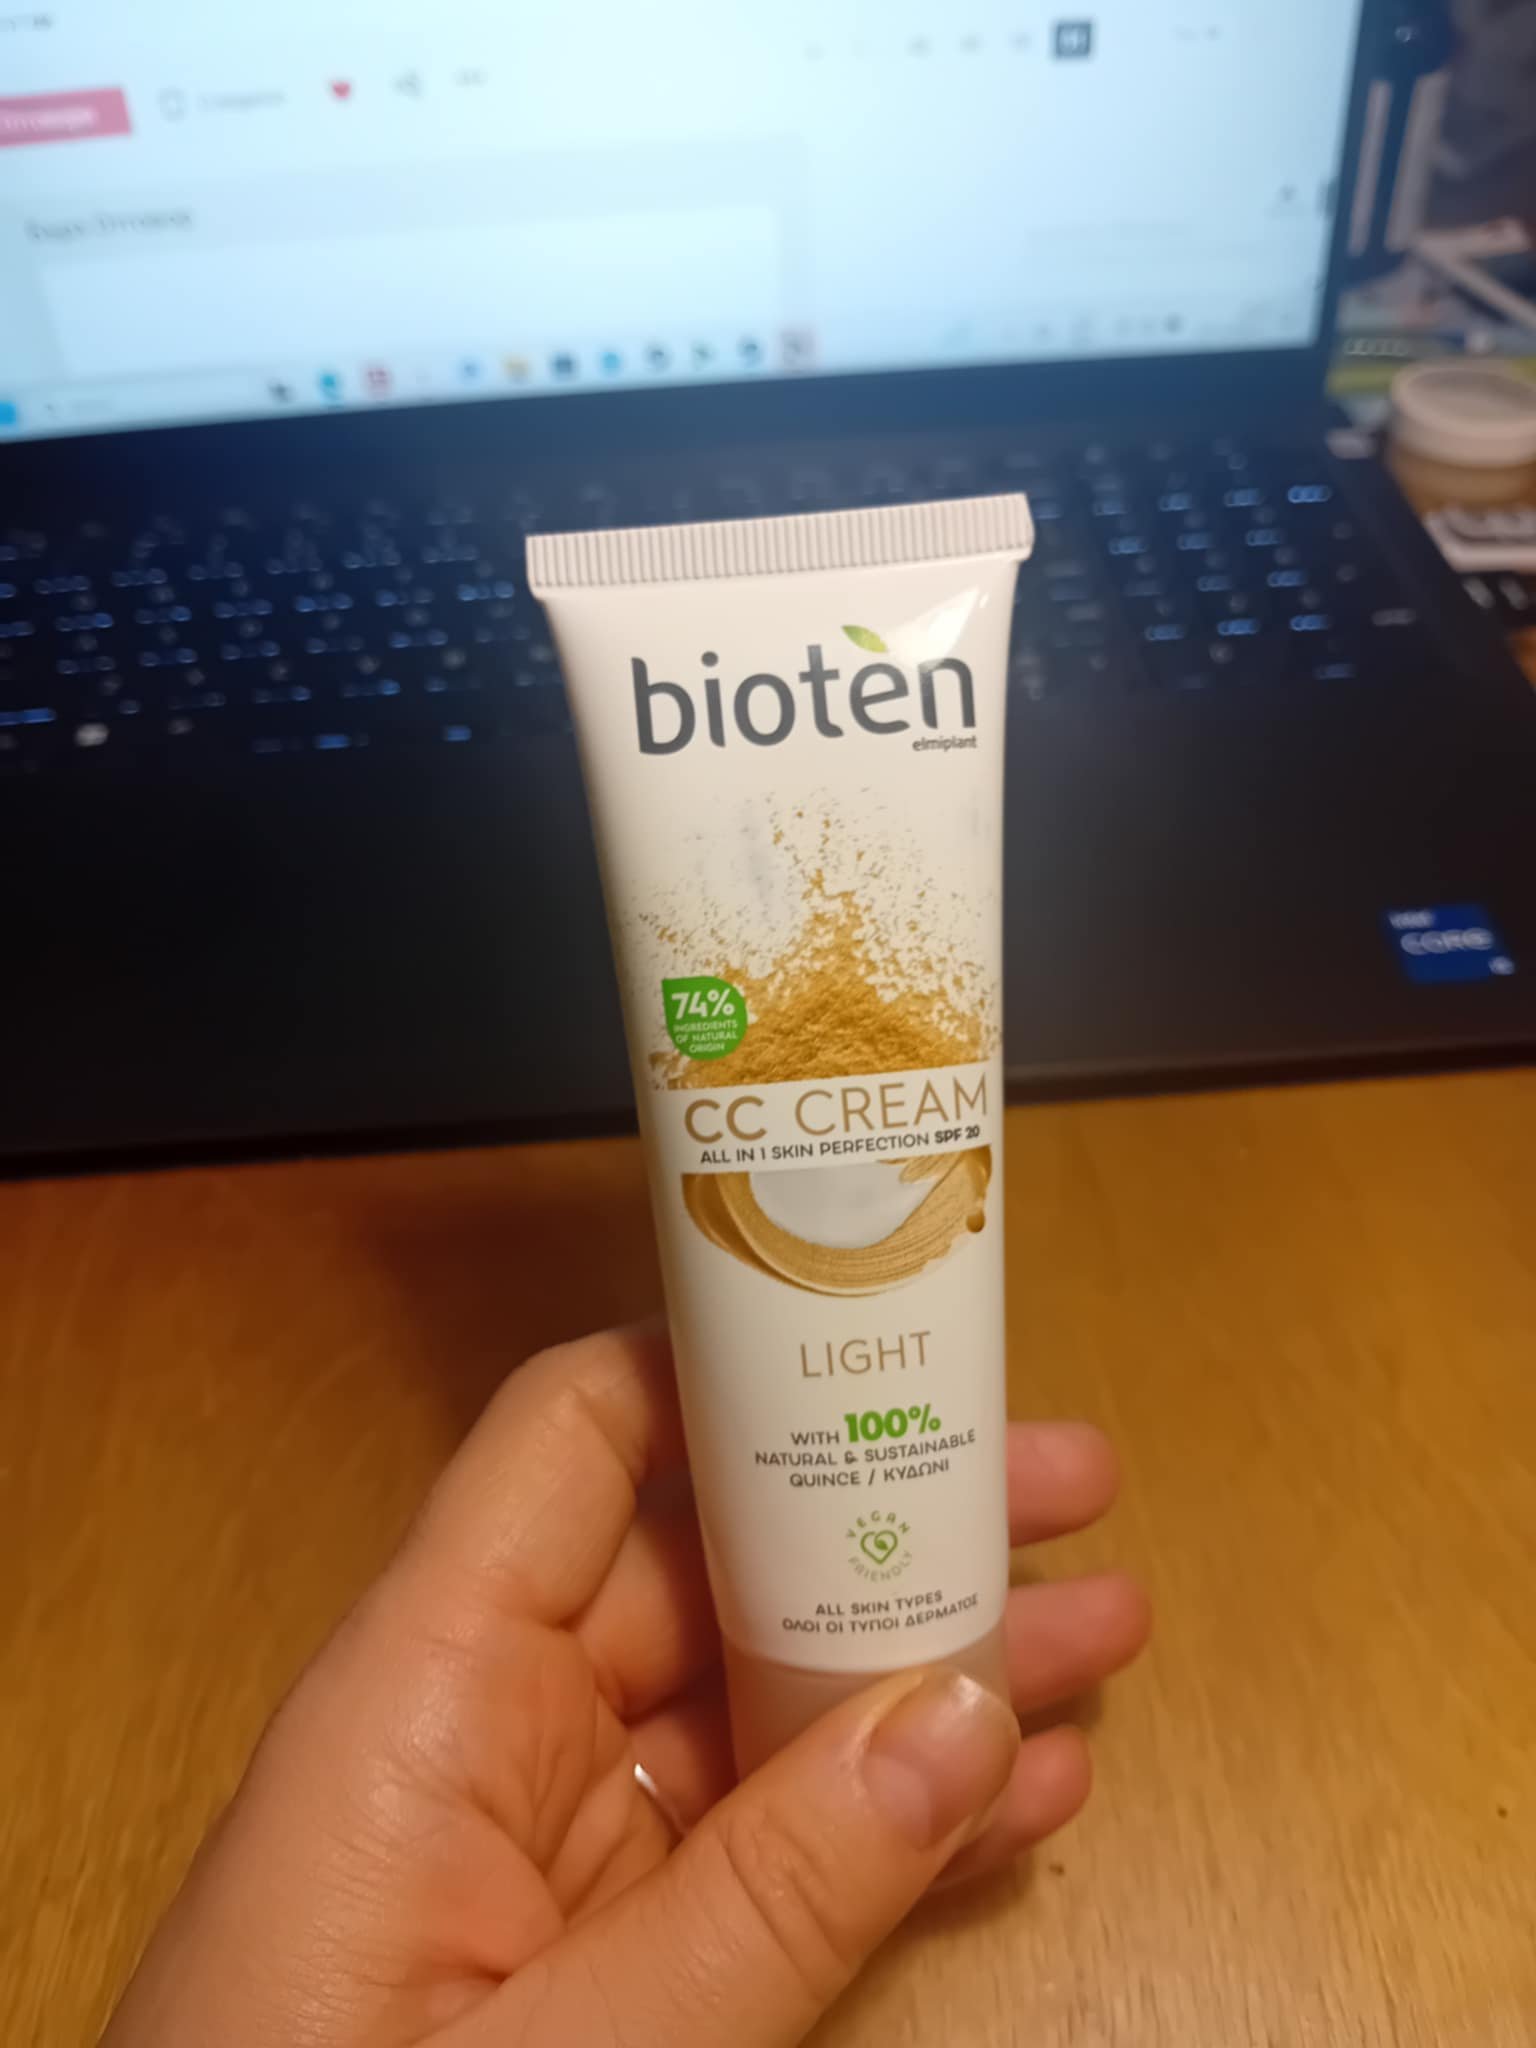 bioten
elmiplant
74%
INGREDIENTS
OF NATURAL
ORIGIN
CC CREAM
ALL IN 1 SKIN PERFECTION SPF 20
LIGHT
WITH 100%
NATURAL & SUSTAINABLE
QUINCE / ΚΥΔΩΝΙ
VEGAN
FRIENDLY
ALL SKIN TYPES
ΟΛΟΙ ΟΙ ΤΥΠΟΙ ΔΕΡΜΑΤΟΣ
CORE